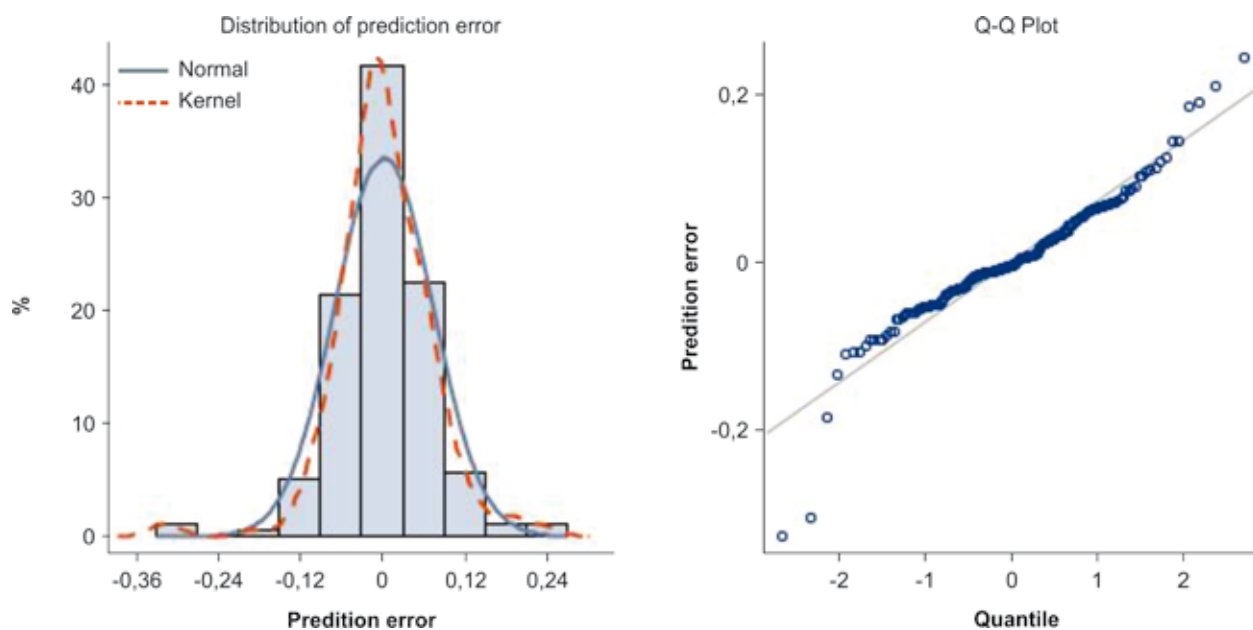 Distribution of prediction error
Normal
Kernel
%
40
30
20
10
0
-0,36
-0,24
-0,12
0
0,12
0,24
Predition error
Q-Q Plot
Predition error
0,2
0
-0,2
-2
-1
0
1
2
Quantile